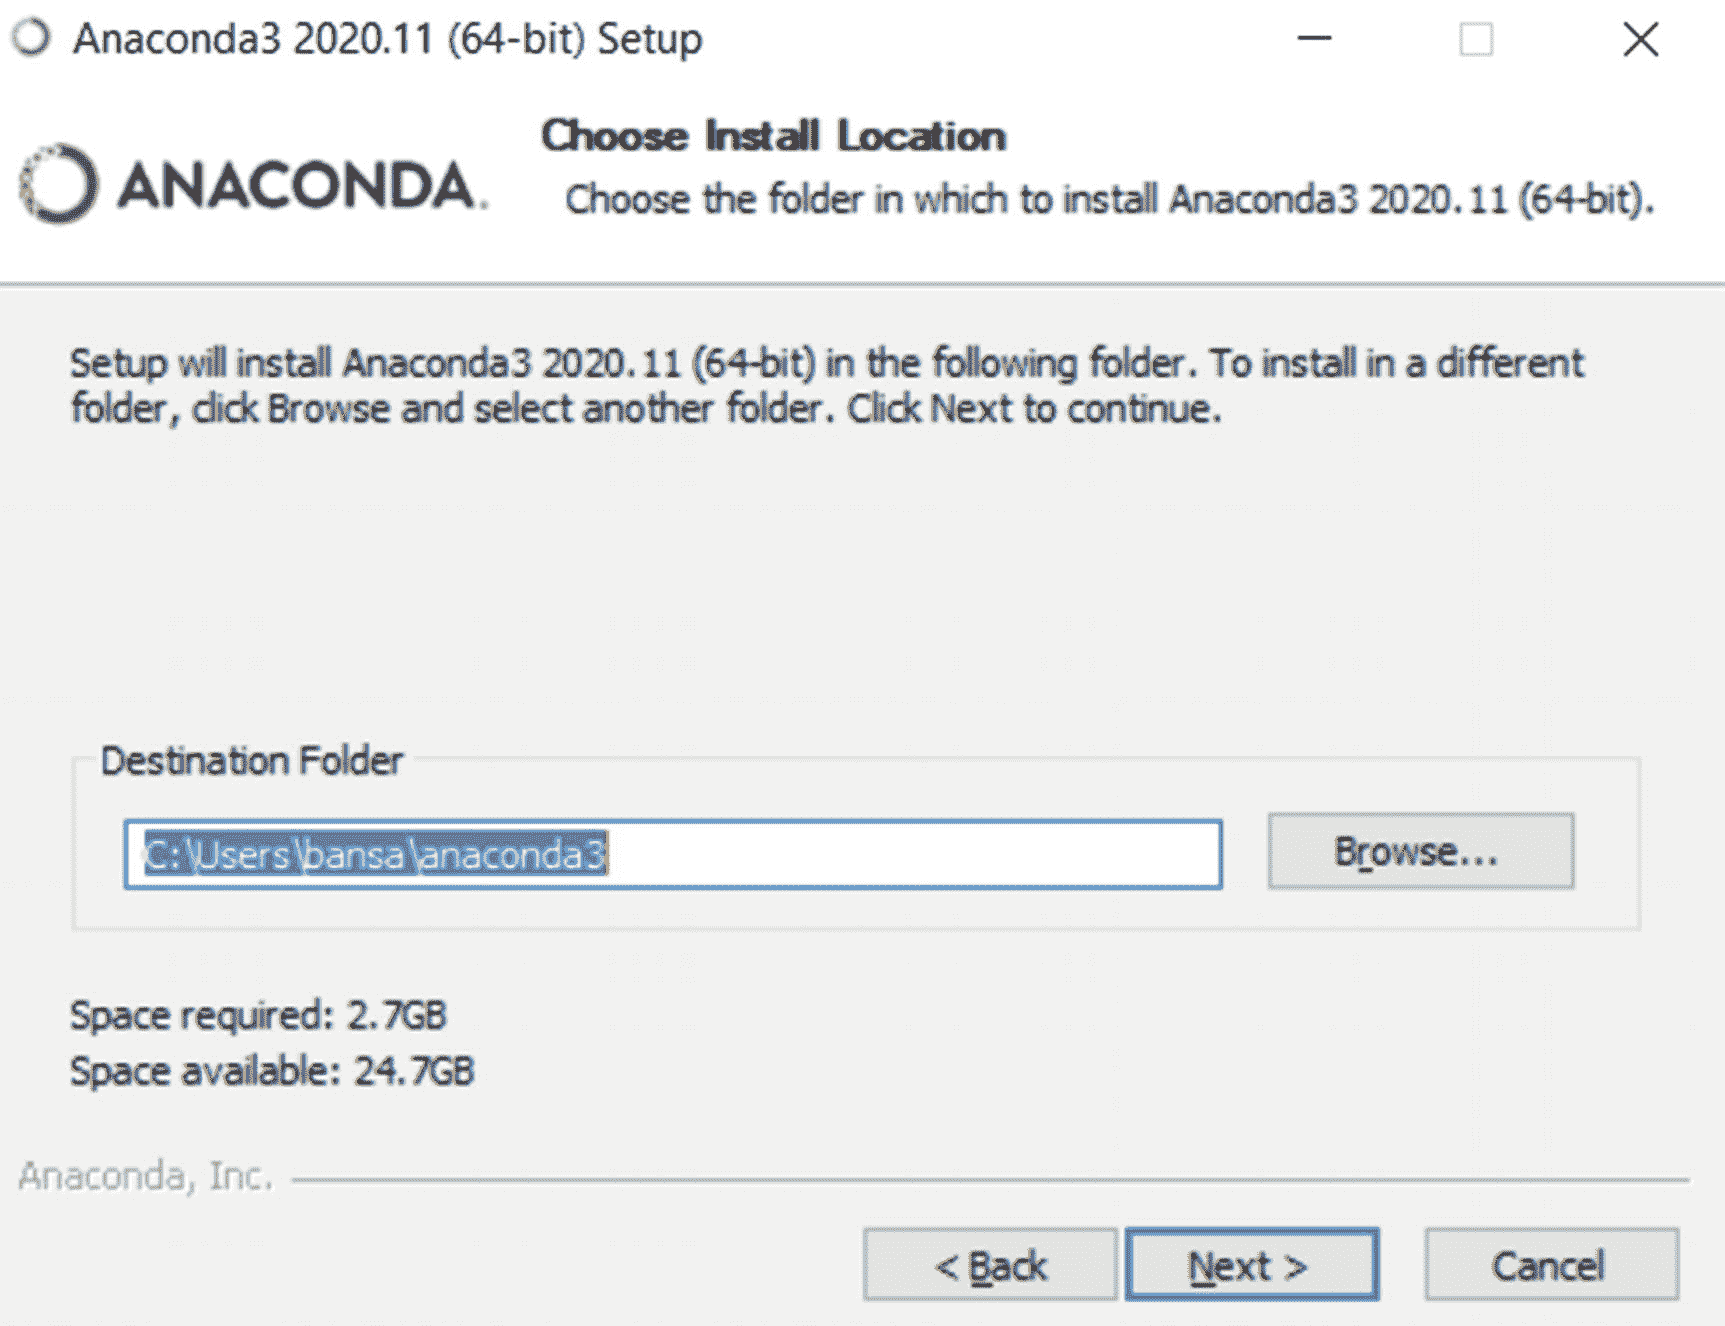 Anaconda3 2020.11 (64-bit) Setup
ANACONDA.
Choose Install Location
Choose the folder in which to install Anaconda3 2020.11 (64-bit).
Setup will install Anaconda3 2020.11 (64-bit) in the following folder. To install in a different
folder, click Browse and select another folder. Click Next to continue.
Destination Folder
C:\Users\bansa\anaconda3
Browse...
Space required: 2.7GB
Space available: 24.7GB
Anaconda, Inc.
< Back
Next >
Cancel